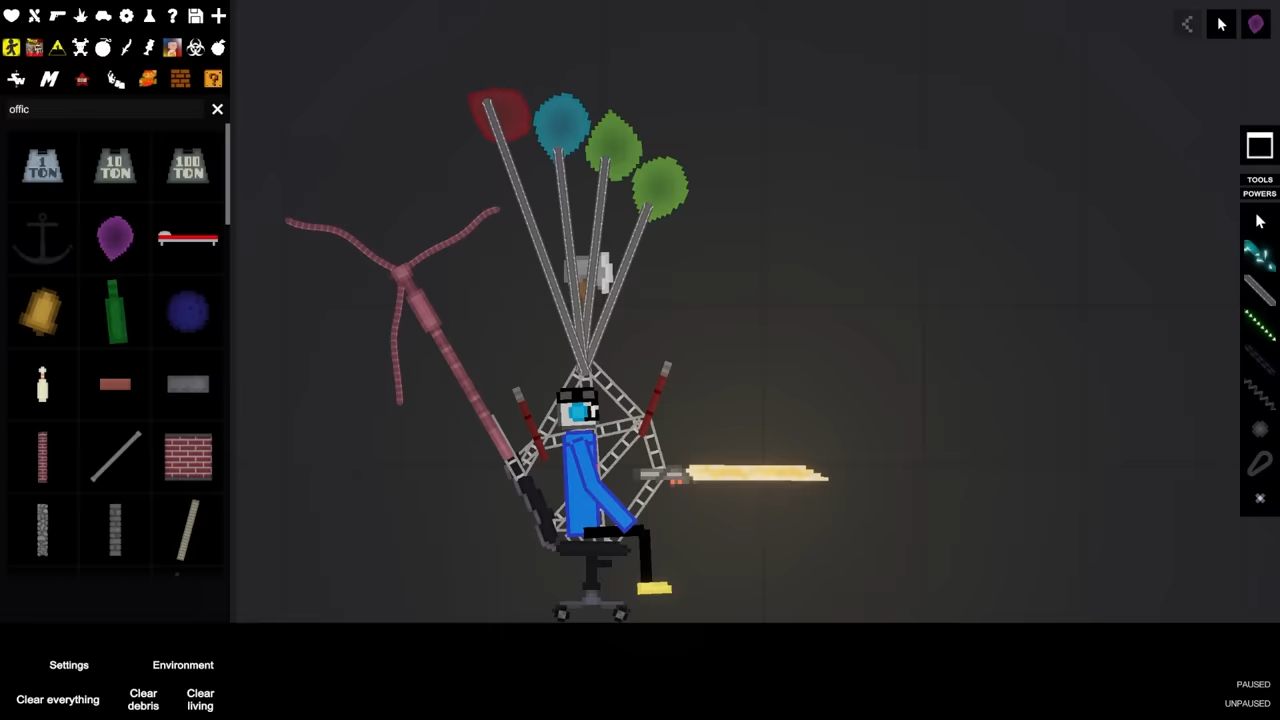 offic
1
TON
10
TON
100
TON
TOOLS
POWERS
Settings
Environment
Clear everything
Clear
debris
Clear
living
PAUSED
UNPAUSED